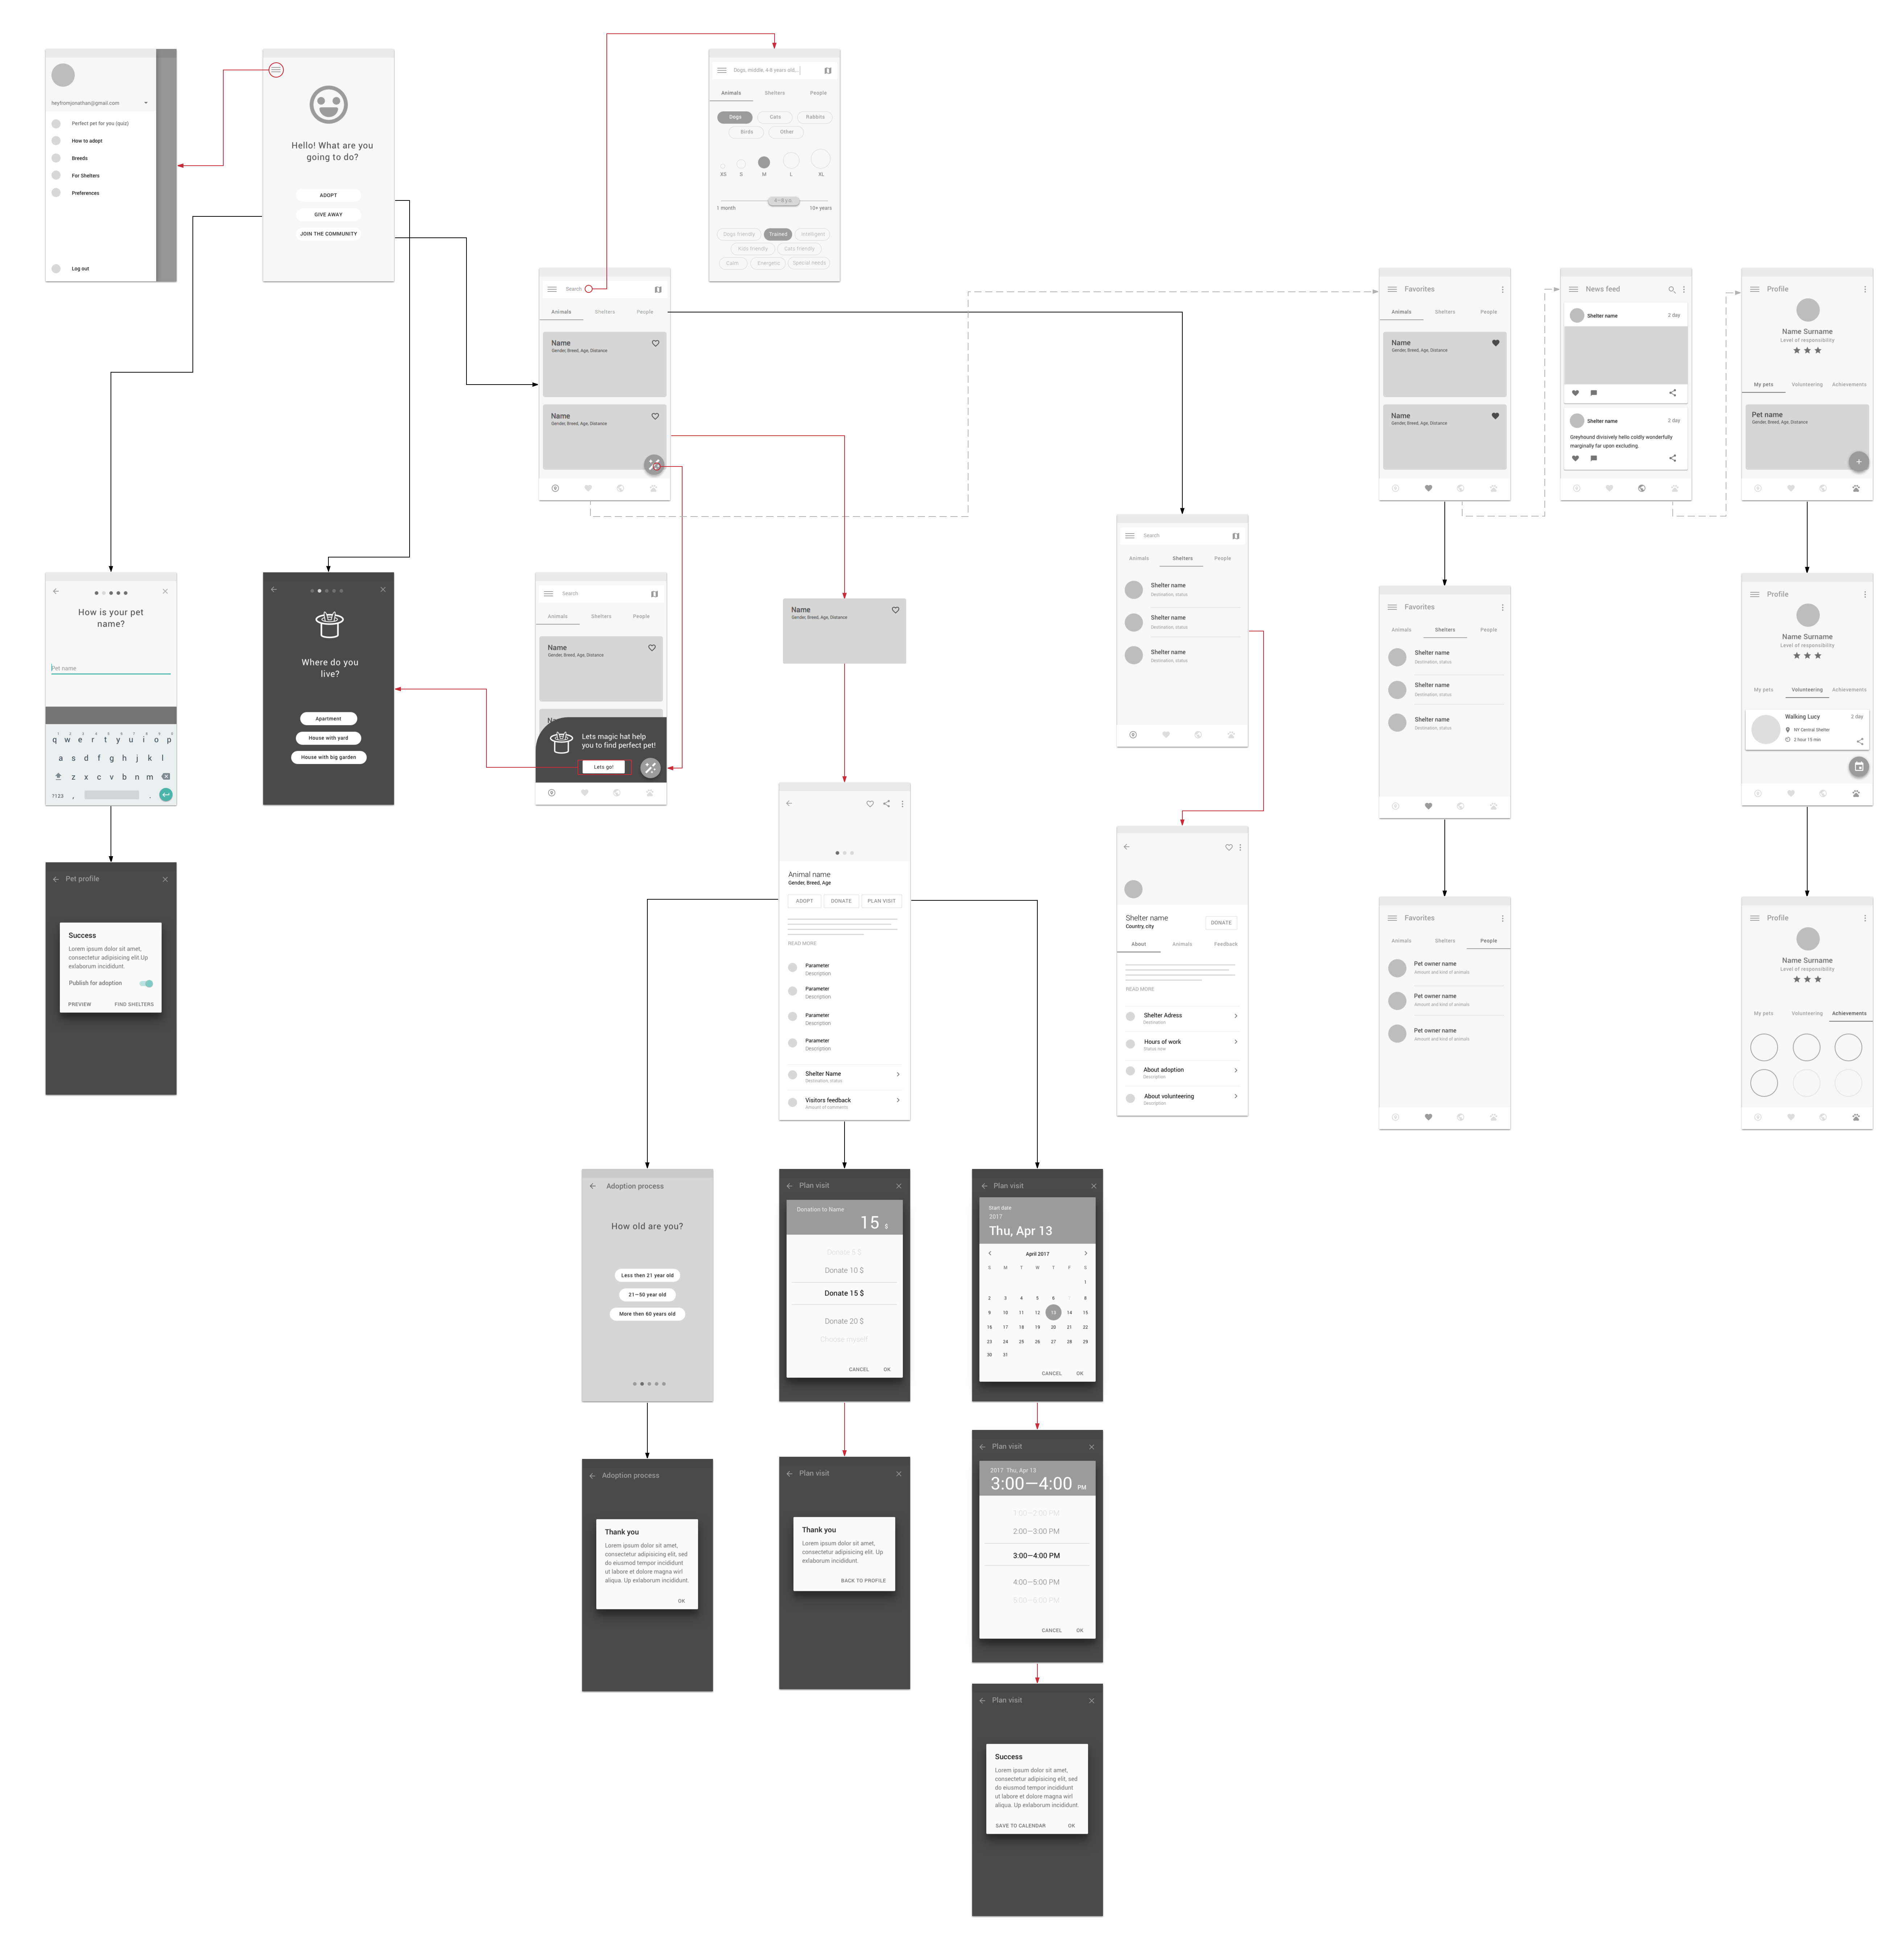 heyfromjonathan@gmail.com
Perfect pet for you (quiz)
How to adopt
Breeds
For Shelters
Preferences
Log out
Hello! What are you
going to do?
ADOPT
GIVE AWAY
JOIN THE COMMUNITY
Dogs, middle, 4-8 years old,..
Animals
Shelters
People
Dogs
Cats
Rabbits
Birds
Other
XS
S
M
L
XL
1 month
10+ years
Dogs friendly
Trained
Intelligent
Kids friendly
Cats friendly
Calm
Energetic
Special needs
Search
Animals
Shelters
People
Name
Gender, Breed, Age, Distance
Name
Gender, Breed, Age, Distance
Favorites
Animals
Shelters
People
Name
Gender, Breed, Age, Distance
Name
Gender, Breed, Age, Distance
News feed
Shelter name
2 day
Shelter name
2 day
Greyhound divisively hello coldly wonderfully
marginally far upon excluding.
Profile
Name Surname
Level of responsibility
My pets
Volunteering
Achievements
Pet name
Gender, Breed, Age, Distance
How is your pet
name?
Pet name
1 2 3 4 5 6 7 8 9 0
q w e r t y u i o p
a s d f g h j k l
z x c v b n m
?123 , .
Where do you
live?
Apartment
House with yard
House with big garden
Search
Animals
Shelters
People
Name
Gender, Breed, Age, Distance
Lets magic hat help
you to find perfect pet!
Lets go!
Name
Gender, Breed, Age, Distance
Search
Animals
Shelters
People
Shelter name
Destination, status
Shelter name
Destination, status
Shelter name
Destination, status
Favorites
Animals
Shelters
People
Shelter name
Destination, status
Shelter name
Destination, status
Shelter name
Destination, status
Profile
Name Surname
Level of responsibility
My pets
Volunteering
Achievements
Walking Lucy
2 day
NY Central Shelter
2 hour 19 min
Pet profile
Success
Lorem ipsum dolor sit amet,
consectetur adipisicing elit.Up
exlaborum incididunt.
Publish for adoption
PREVIEW
FIND SHELTERS
Animal name
Gender, Breed, Age
ADOPT
DONATE
PLAN VISIT
READ MORE
Parameter
Description
Parameter
Description
Parameter
Description
Parameter
Description
Shelter Name
Destination, status
Visitors feedback
Amount of comments
Shelter name
Country, city
DONATE
About
Animals
Feedback
READ MORE
Shelter Adress
Destination
Hours of work
Status now
About adoption
Description
About volunteering
Description
Favorites
Animals
Shelters
People
Pet owner name
Amount and kind of animals
Pet owner name
Amount and kind of animals
Pet owner name
Amount and kind of animals
Profile
Name Surname
Level of responsibility
My pets
Volunteering
Achievements
Adoption process
How old are you?
Less then 21 year old
21—50 year old
More then 60 years old
Plan visit
Donation to Name
15 $
Donate 5 $
Donate 10 $
Donate 15 $
Donate 20 $
Choose myself
CANCEL
OK
Plan visit
Start date
2017
Thu, Apr 13
April 2017
S M T W T F S
1
2 3 4 5 6 7 8
9 10 11 12 13 14 15
16 17 18 19 20 21 22
23 24 25 26 27 28 29
30 31
CANCEL
OK
Adoption process
Thank you
Lorem ipsum dolor sit amet,
consectetur adipisicing elit, sed
do eiusmod tempor incididunt
ut labore et dolore magna wirl
aliqua. Up exlaborum incididunt.
OK
Plan visit
Thank you
Lorem ipsum dolor sit amet,
consectetur adipisicing elit. Up
exlaborum incididunt.
BACK TO PROFILE
Plan visit
2017 Thu, Apr 13
3:00—4:00 PM
1:00—2:00 PM
2:00—3:00 PM
3:00—4:00 PM
4:00—5:00 PM
5:00—6:00 PM
CANCEL
OK
Plan visit
Success
Lorem ipsum dolor sit amet,
consectetur adipisicing elit, sed
do eiusmod tempor incididunt
ut labore et dolore magna wirl
aliqua. Up exlaborum incididunt.
SAVE TO CALENDAR
OK